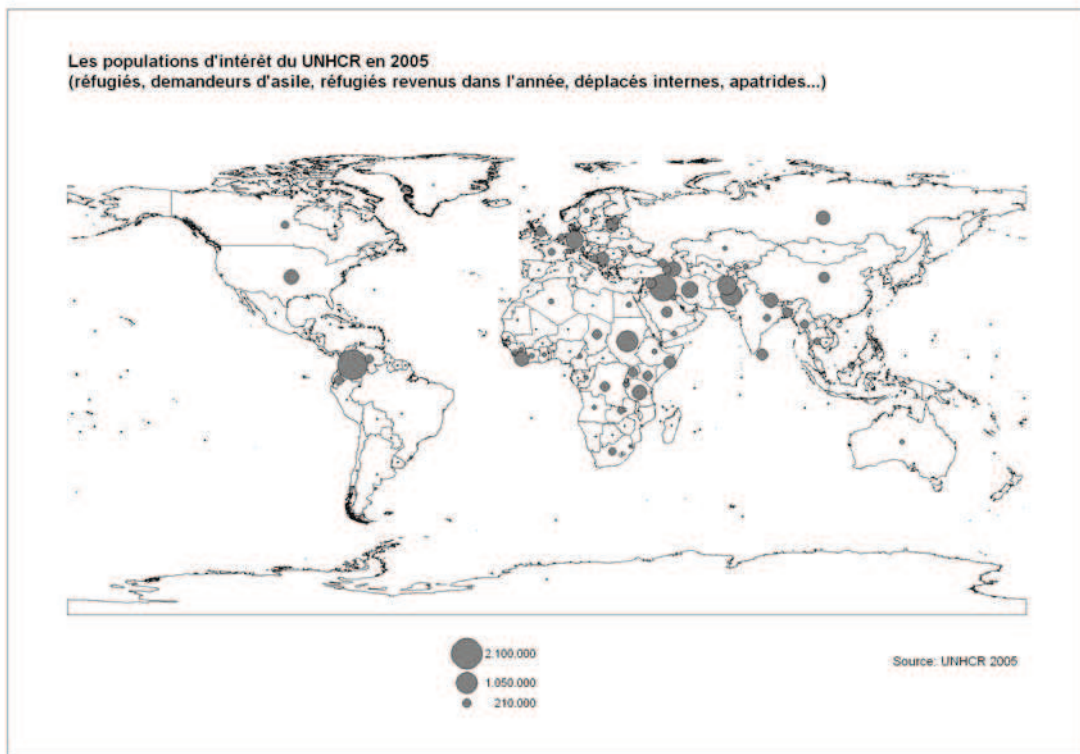 Les populations d'intérêt du UNHCR en 2005
(réfugiés, demandeurs d'asile, réfugiés revenus dans l'année, déplacés internes, apatrides...)
2.100.000
1.050.000
210.000
Source: UNHCR 2005